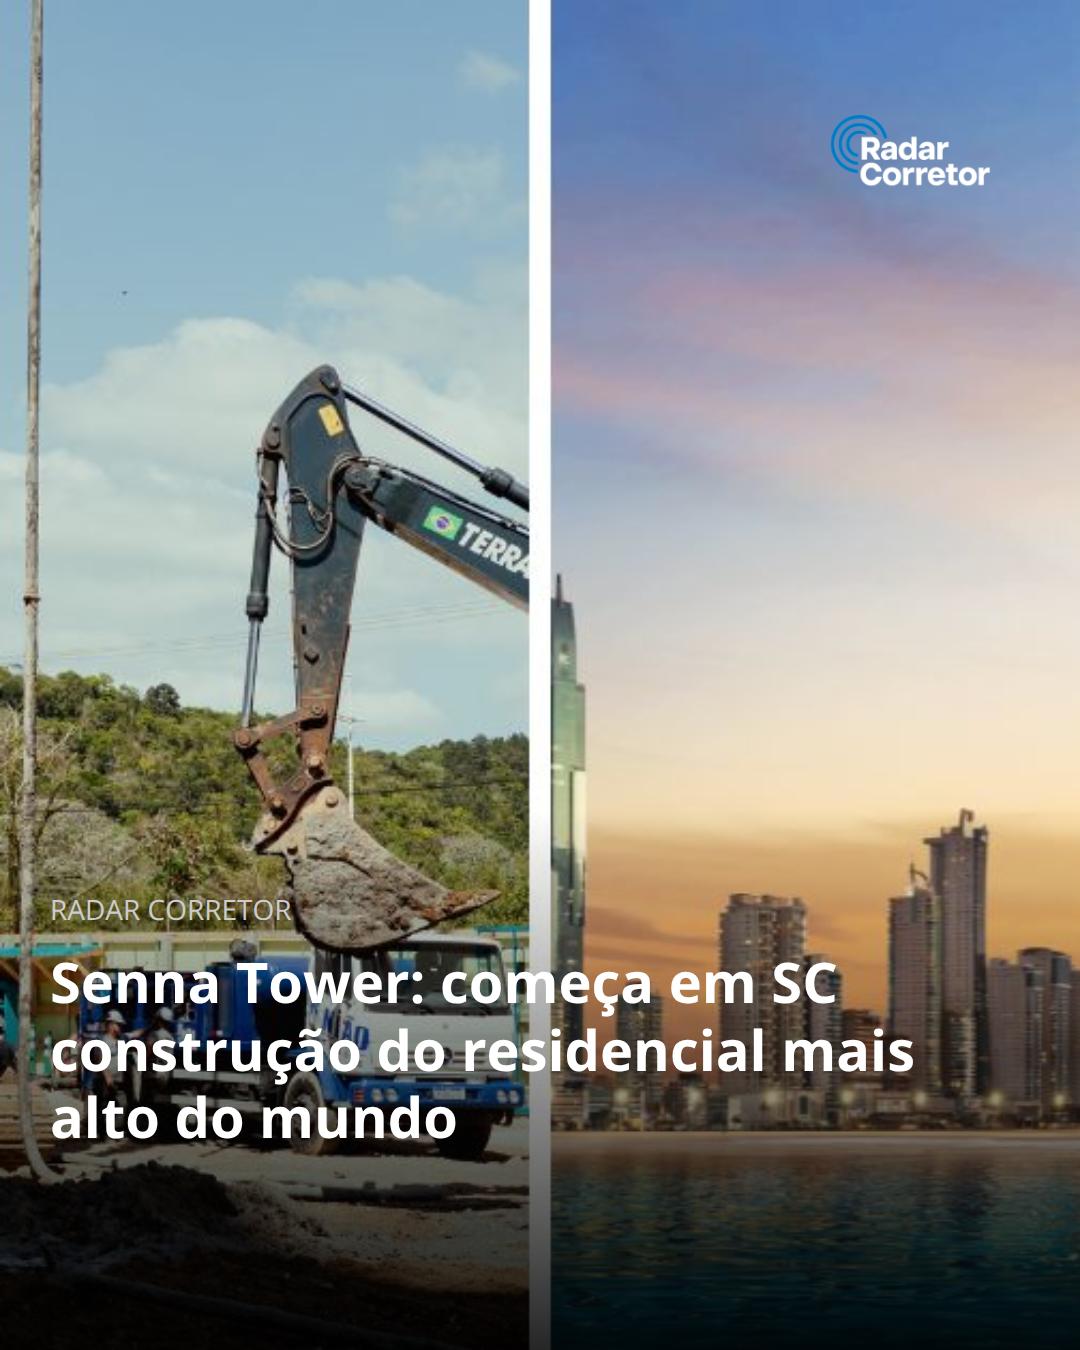 Radar
Corretor
TERRA
RADAR CORRETOR
Senna Tower: começa em SC
construção do residencial mais
alto do mundo